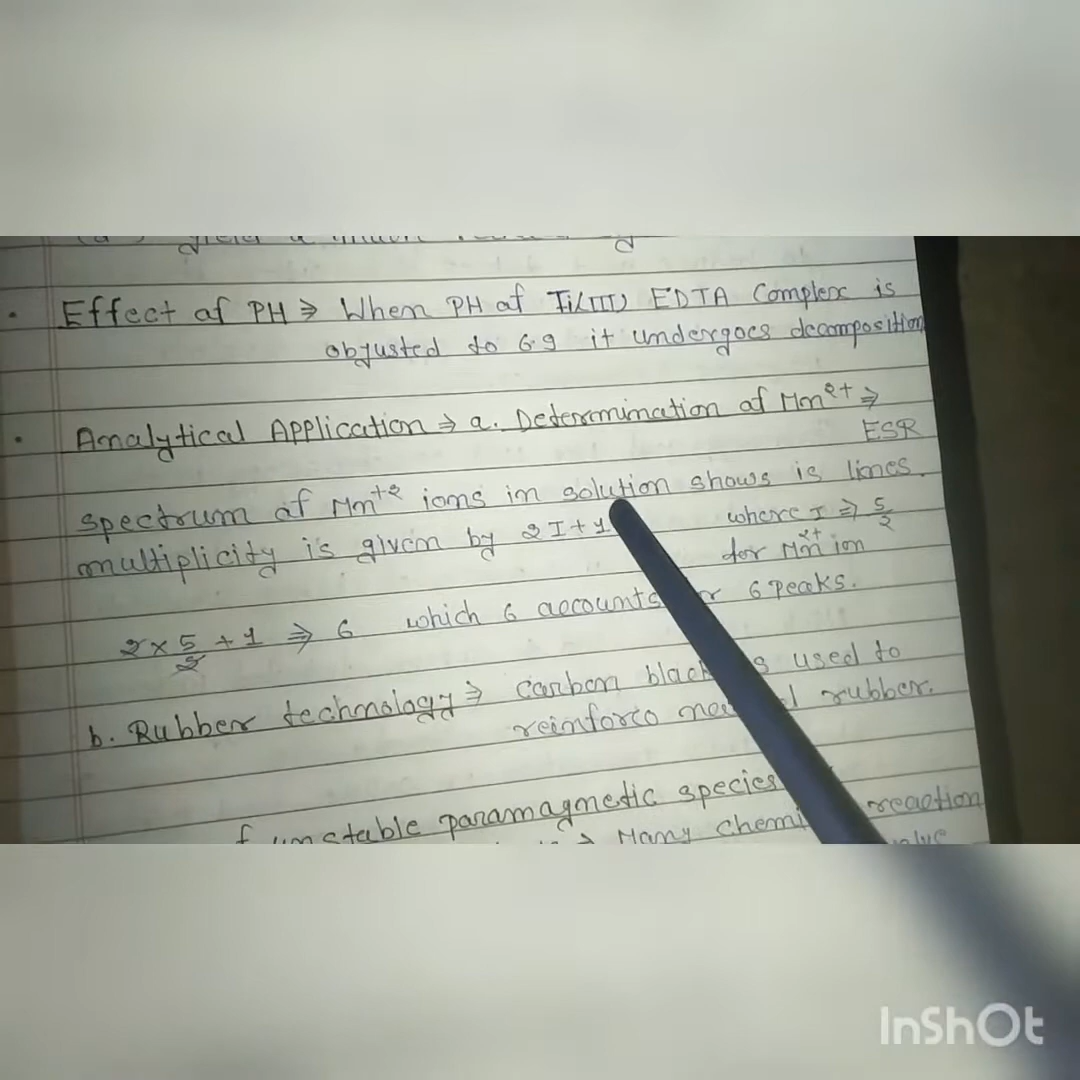 Effect of PH ⇒ When PH of Ti(III) EDTA Complex is
objusted to 6.9 it undergoes decomposition
Analytical Application ⇒ a. Determination of Mn²⁺ ⇒
ESR
spectrum of Mn⁺² ions in solution shows is lines.
multiplicity is given by 2I+1 where I ⇒ 5/2
for Mn²⁺ ion
2 × 5/2 + 1 ⇒ 6 which 6 accounts 6 peaks.
b. Rubber technology ⇒ carbon black used to
reinforce rubber.
unstable paramagnetic species
Many reaction
InShOt